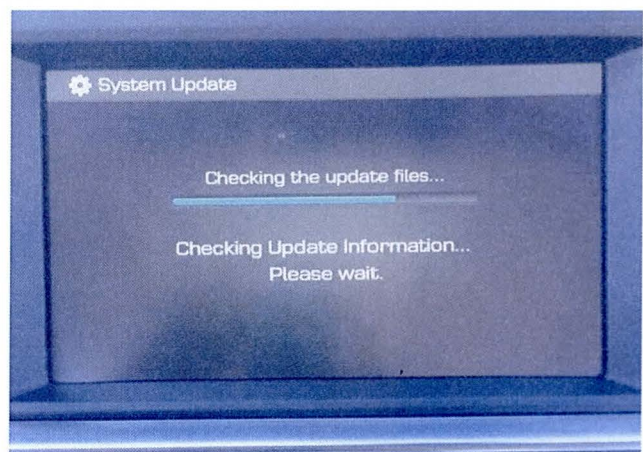 System Update
Checking the update files...
Checking Update Information...
Please wait.